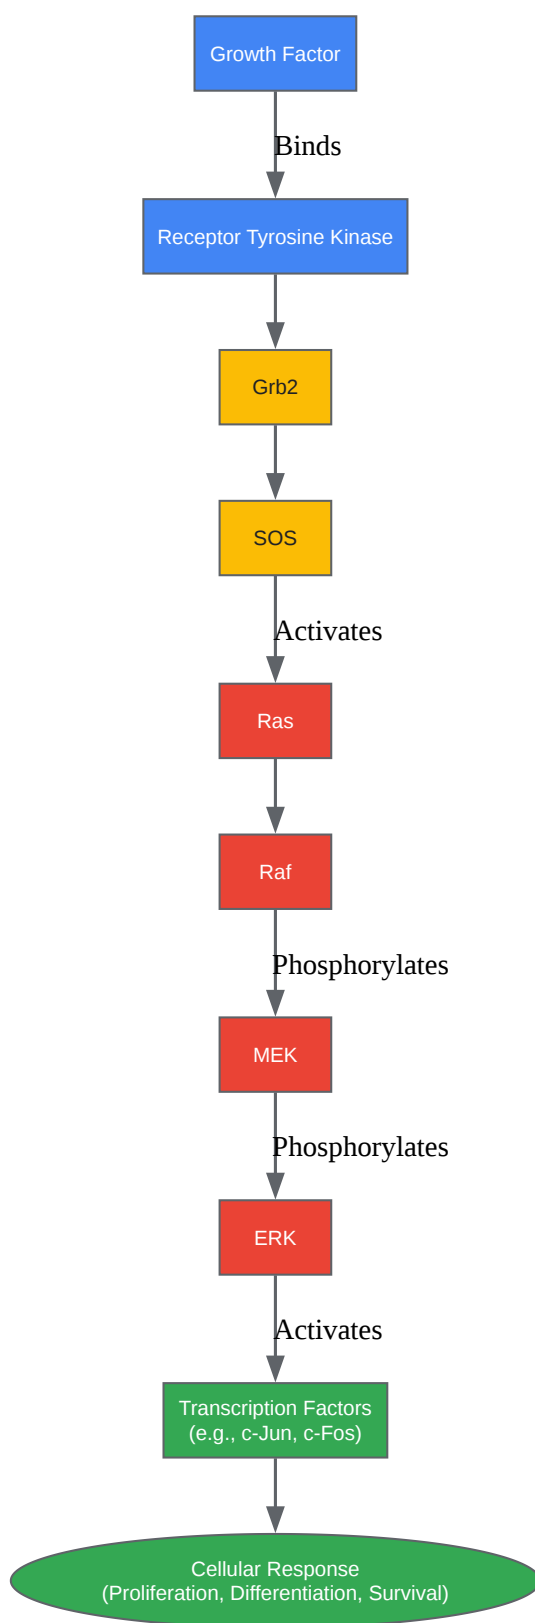 Growth Factor
Binds
Receptor Tyrosine Kinase
Grb2
SOS
Activates
Ras
Raf
Phosphorylates
MEK
Phosphorylates
ERK
Activates
Transcription Factors
(e.g., c-Jun, c-Fos)
Cellular Response
(Proliferation, Differentiation, Survival)